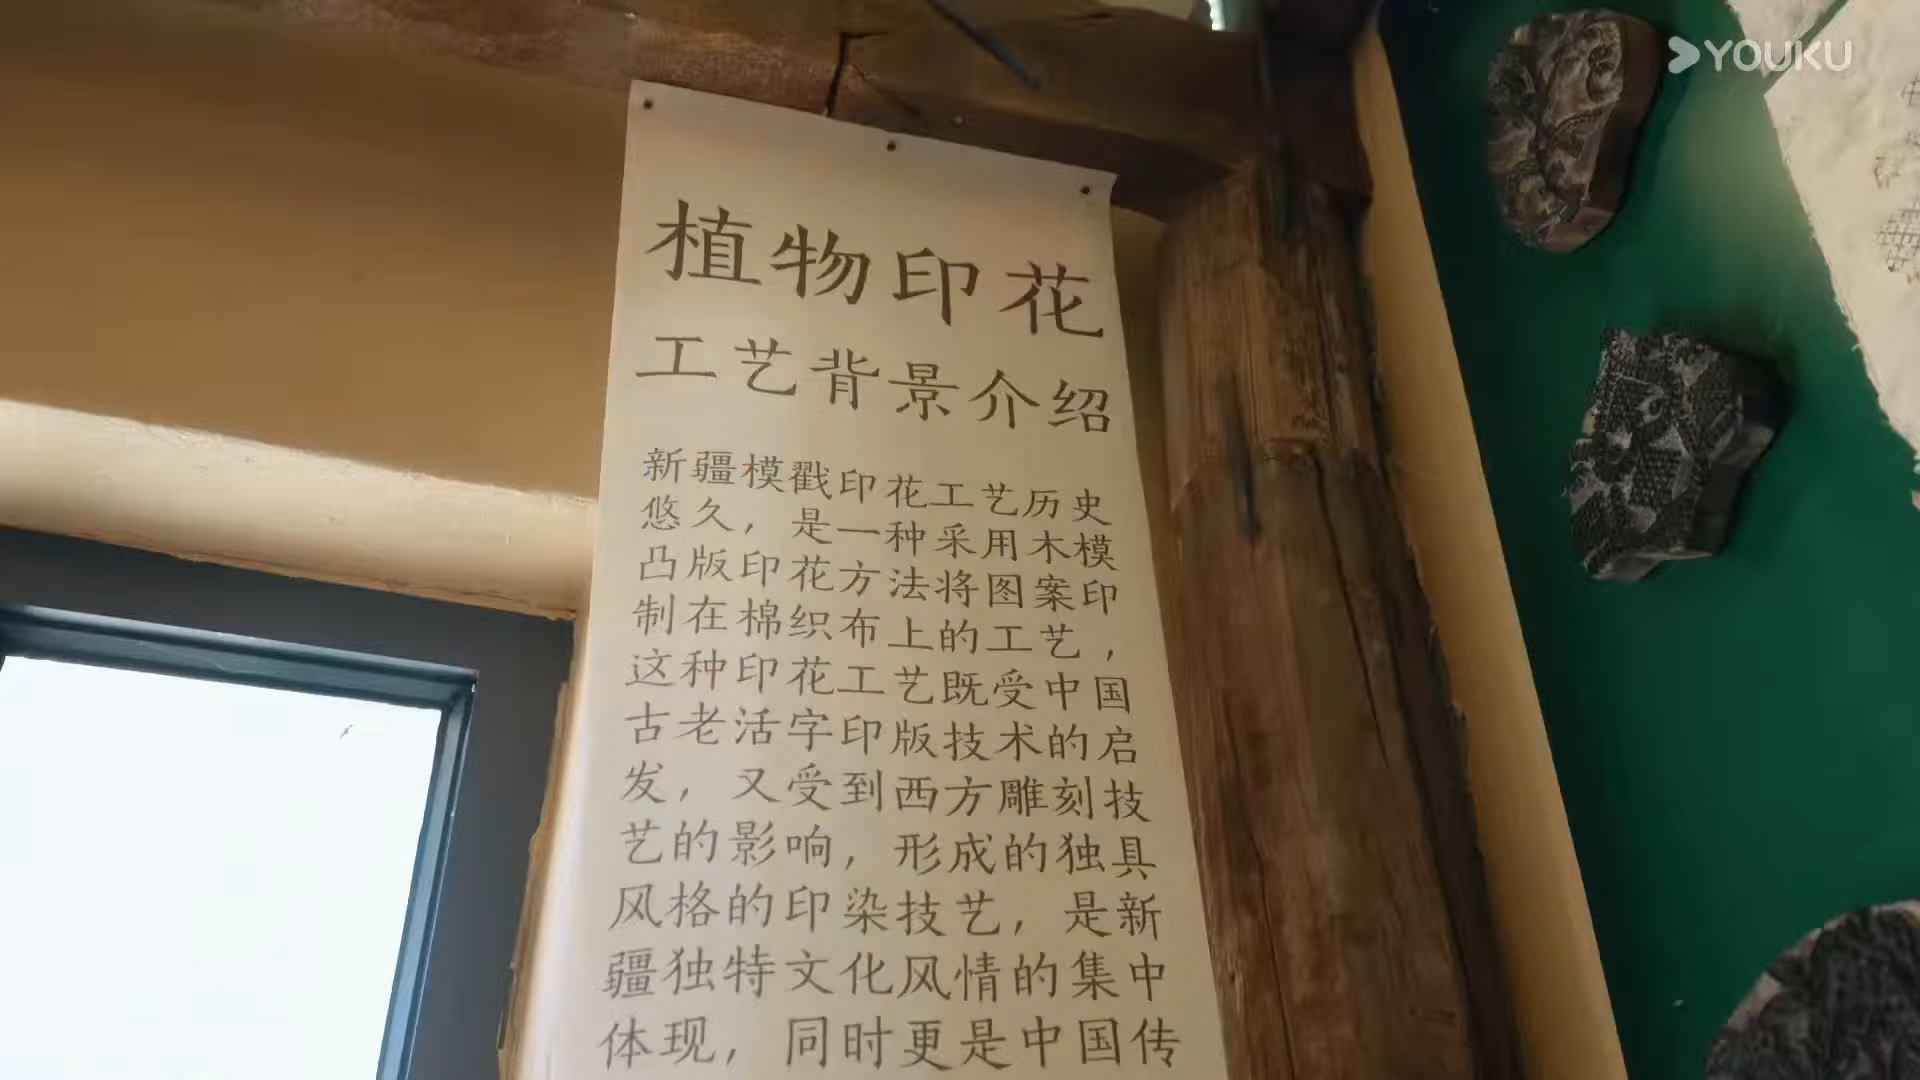 YOUKU
植物印花
工艺背景介绍
新疆模戳印花工艺历史
悠久，是一种采用木模
凸版印花方法将图案印
制在棉织布上的工艺，
这种印花工艺既受中国
古老活字印版技术的启
发，又受到西方雕刻技
艺的影响，形成的独具
风格的印染技艺，是新
疆独特文化风情的集中
体现，同时更是中国传